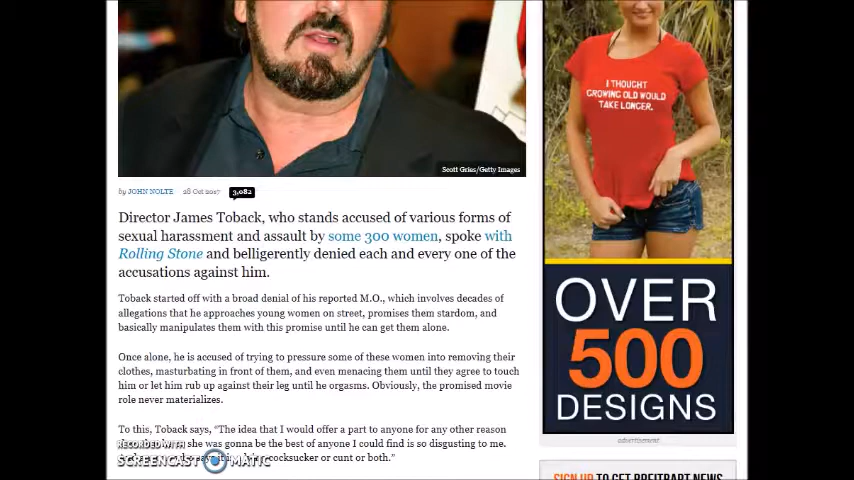 Scott Gries/Getty Images
by JOHN NOLTE 28 Oct 2017 3,082
Director James Toback, who stands accused of various forms of
sexual harassment and assault by some 300 women, spoke with
Rolling Stone and belligerently denied each and every one of the
accusations against him.
Toback started off with a broad denial of his reported M.O., which involves decades of
allegations that he approaches young women on street, promises them stardom, and
basically manipulates them with this promise until he can get them alone.
Once alone, he is accused of trying to pressure some of these women into removing their
clothes, masturbating in front of them, and even menacing them until they agree to touch
him or let him rub up against their leg until he orgasms. Obviously, the promised movie
role never materializes.
To this, Toback says, “The idea that I would offer a part to anyone for any other reason
she was gonna be the best of anyone I could find is so disgusting to me.
cocksucker or cunt or both.”
RECORDED WITH
SCREENCAST MATIC
I THOUGHT
GROWING OLD WOULD
TAKE LONGER.
OVER
500
DESIGNS
advertisement
SIGN UP TO GET BREITBART NEWS